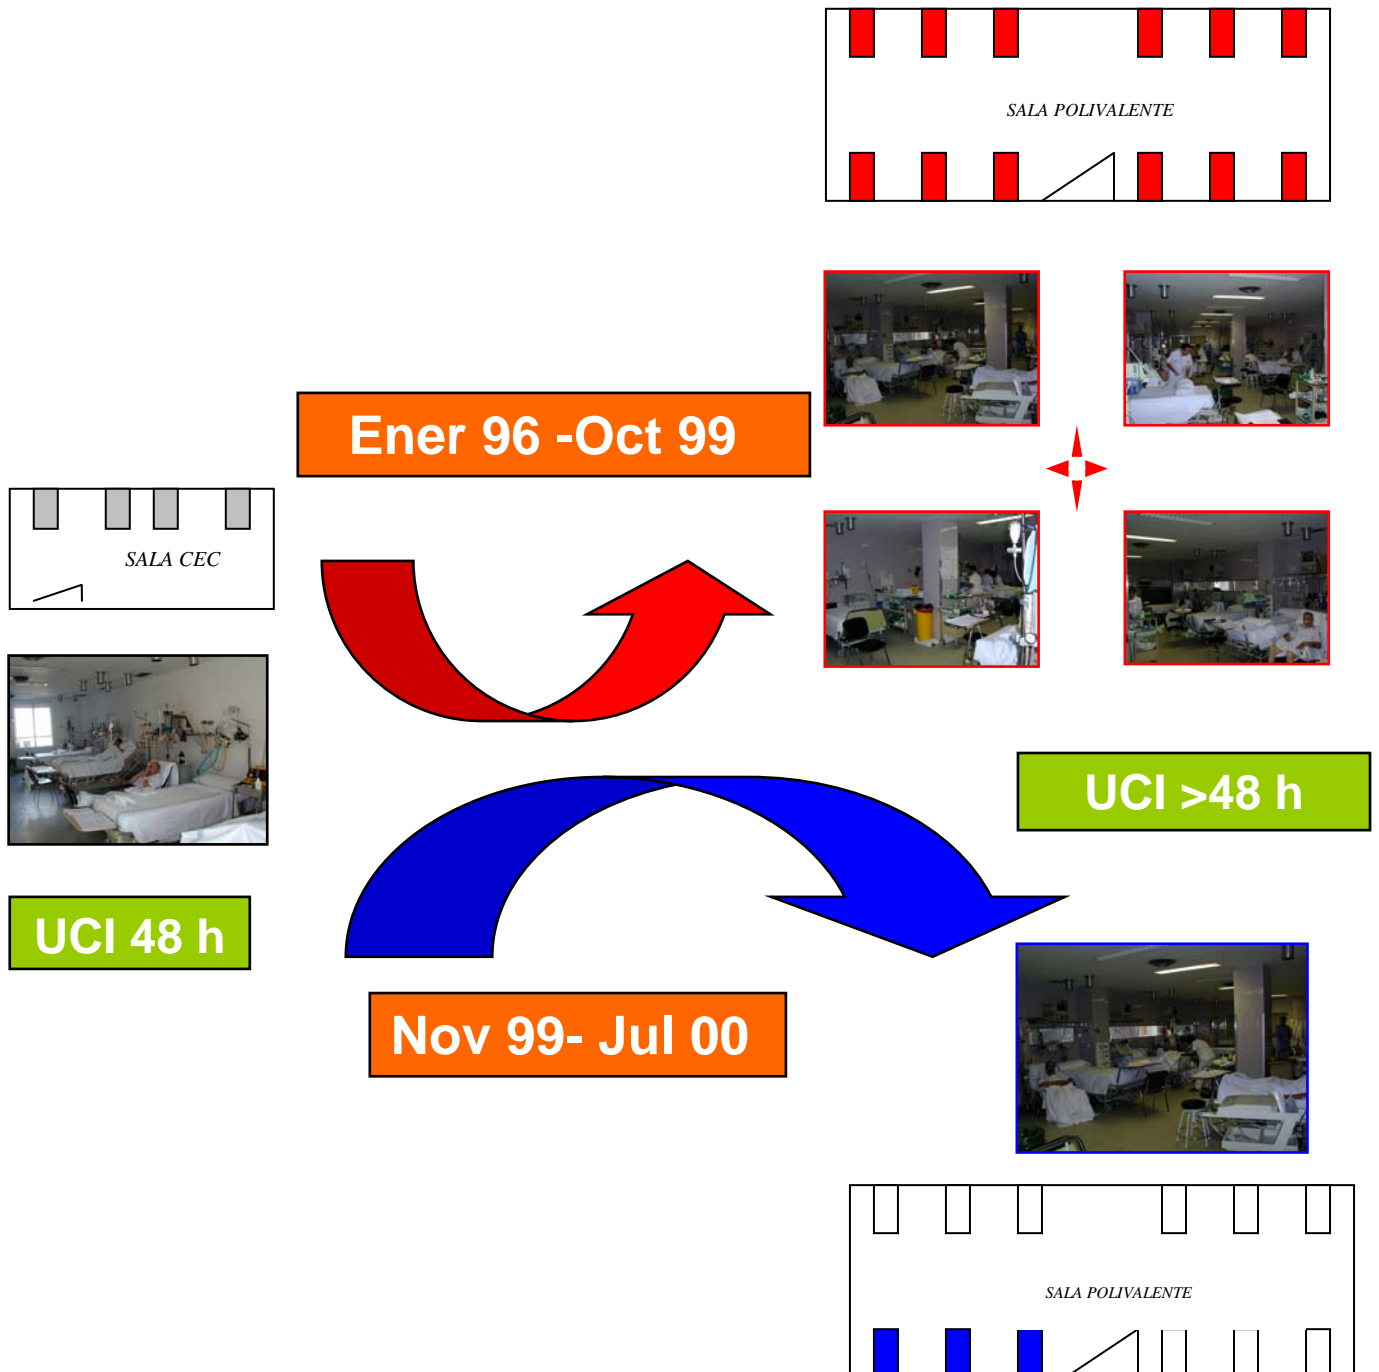 SALA POLIVALENTE
Ener 96 -Oct 99
SALA CEC
UCI >48 h
UCI 48 h
Nov 99- Jul 00
SALA POLIVALENTE